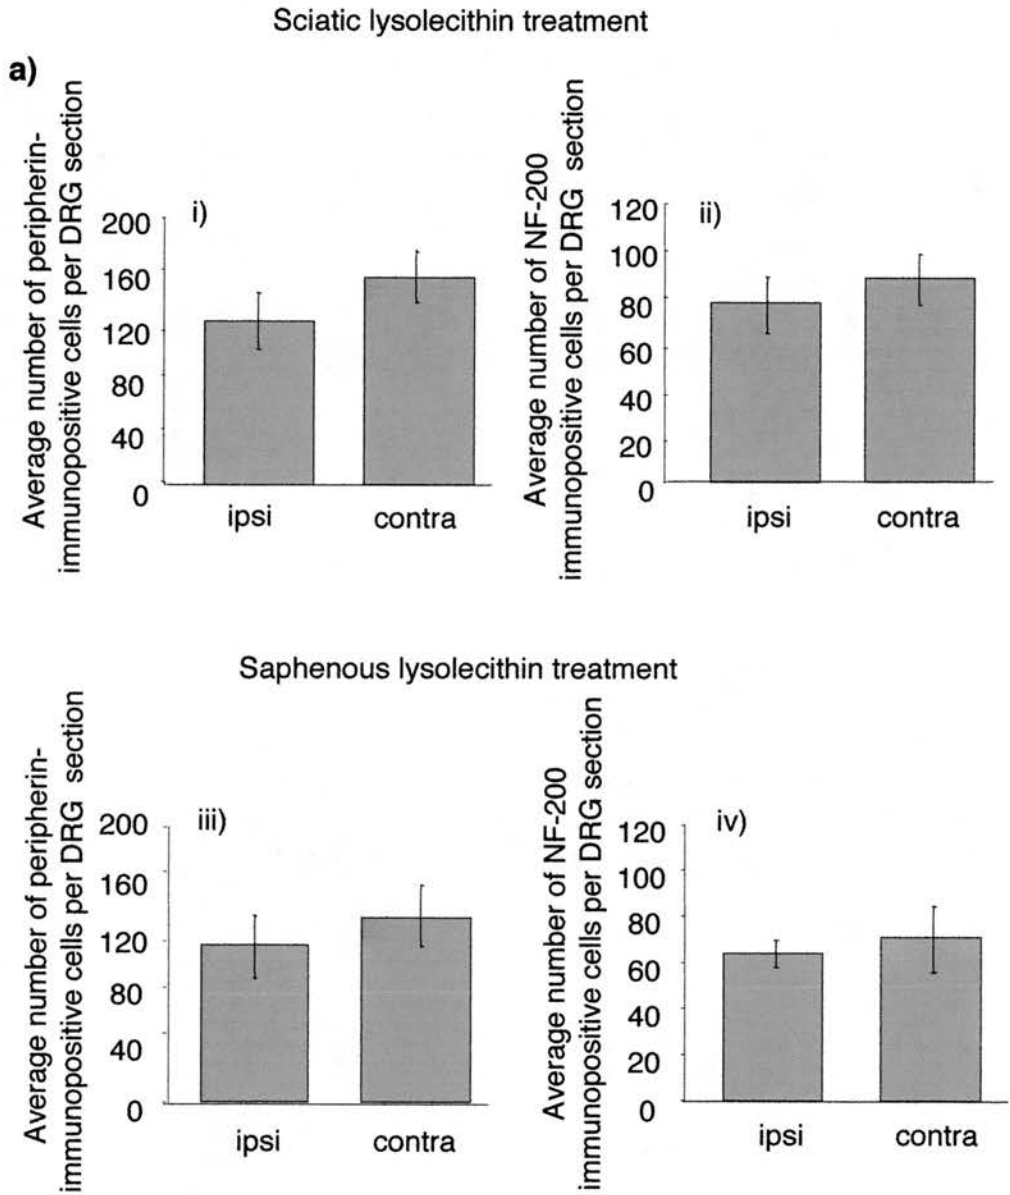 Sciatic lysolecithin treatment
a)
Average number of peripherin-
immunopositive cells per DRG section
i)
200
160
120
80
40
0
ipsi
contra
Average number of NF-200
immunopositive cells per DRG section
ii)
120
100
80
60
40
20
0
ipsi
contra
Saphenous lysolecithin treatment
Average number of peripherin-
immunopositive cells per DRG section
iii)
200
160
120
80
40
0
ipsi
contra
Average number of NF-200
immunopositive cells per DRG section
iv)
120
100
80
60
40
20
0
ipsi
contra